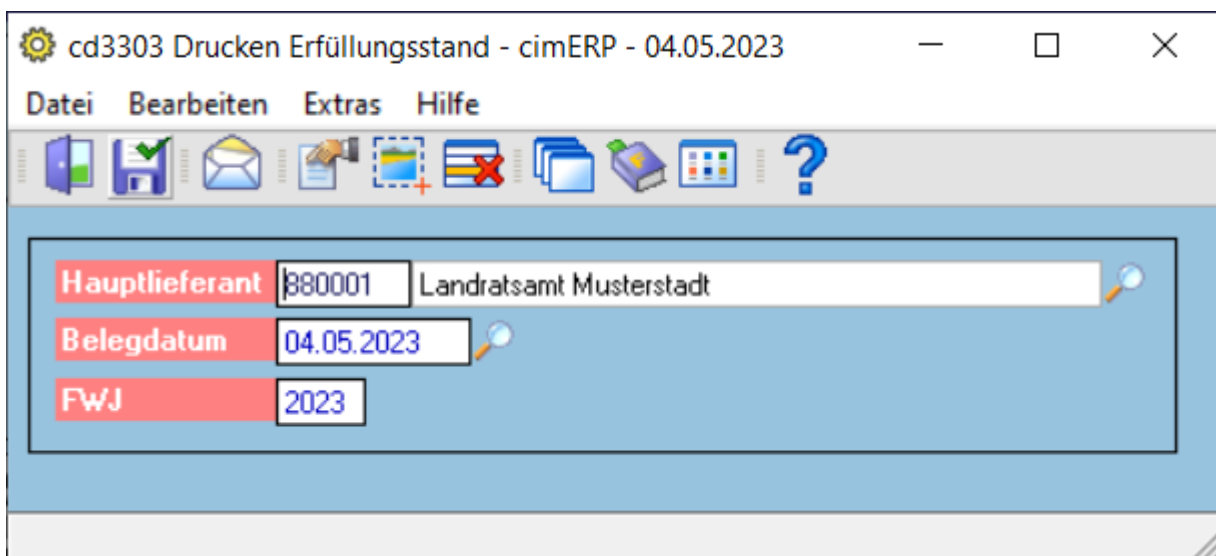 cd3303 Drucken Erfüllungsstand - cimERP - 04.05.2023
Datei Bearbeiten Extras Hilfe
Hauptlieferant 880001 Landratsamt Musterstadt
Belegdatum 04.05.2023
FWJ 2023